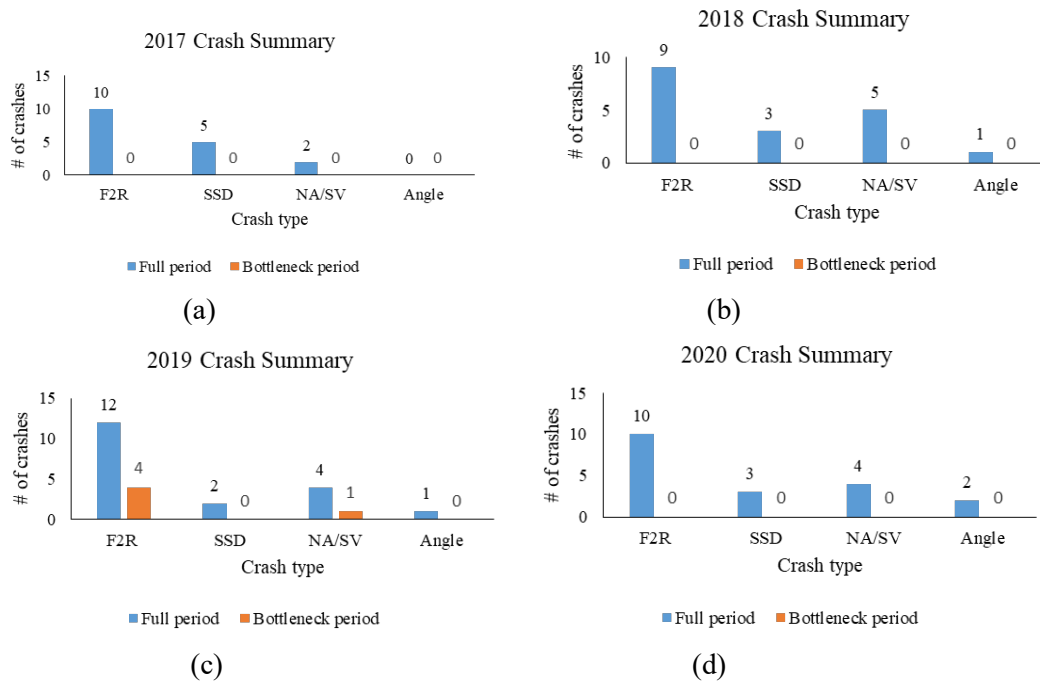 2017 Crash Summary
# of crashes
15
10
5
0
10
0
5
0
2
0
0
0
F2R
SSD
NA/SV
Angle
Crash type
Full period
Bottleneck period
(a)
2018 Crash Summary
# of crashes
10
5
0
9
0
3
0
5
0
1
0
F2R
SSD
NA/SV
Angle
Crash type
Full period
Bottleneck period
(b)
2019 Crash Summary
# of crashes
15
10
5
0
12
4
2
0
4
1
1
0
F2R
SSD
NA/SV
Angle
Crash type
Full period
Bottleneck period
(c)
2020 Crash Summary
# of crashes
15
10
5
0
10
0
3
0
4
0
2
0
F2R
SSD
NA/SV
Angle
Crash type
Full period
Bottleneck period
(d)